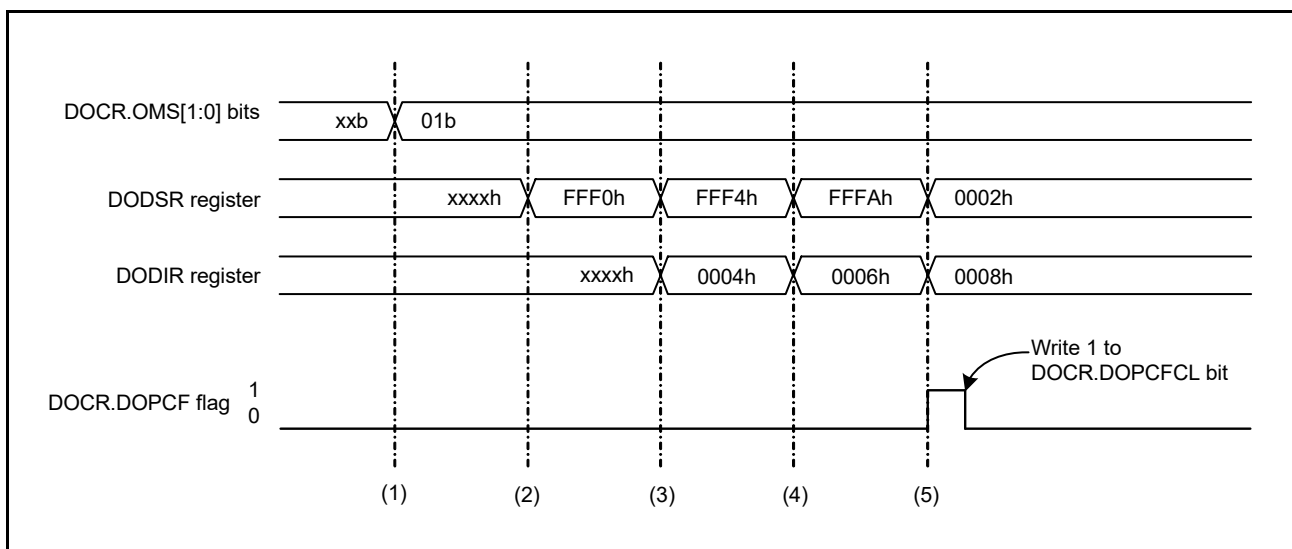 DOCR.OMS[1:0] bits
xxb
01b
DODSR register
xxxxh
FFF0h
FFF4h
FFFAh
0002h
DODIR register
xxxxh
0004h
0006h
0008h
Write 1 to
DOCR.DOPCFCL bit
DOCR.DOPCF flag
1
0
(1)
(2)
(3)
(4)
(5)